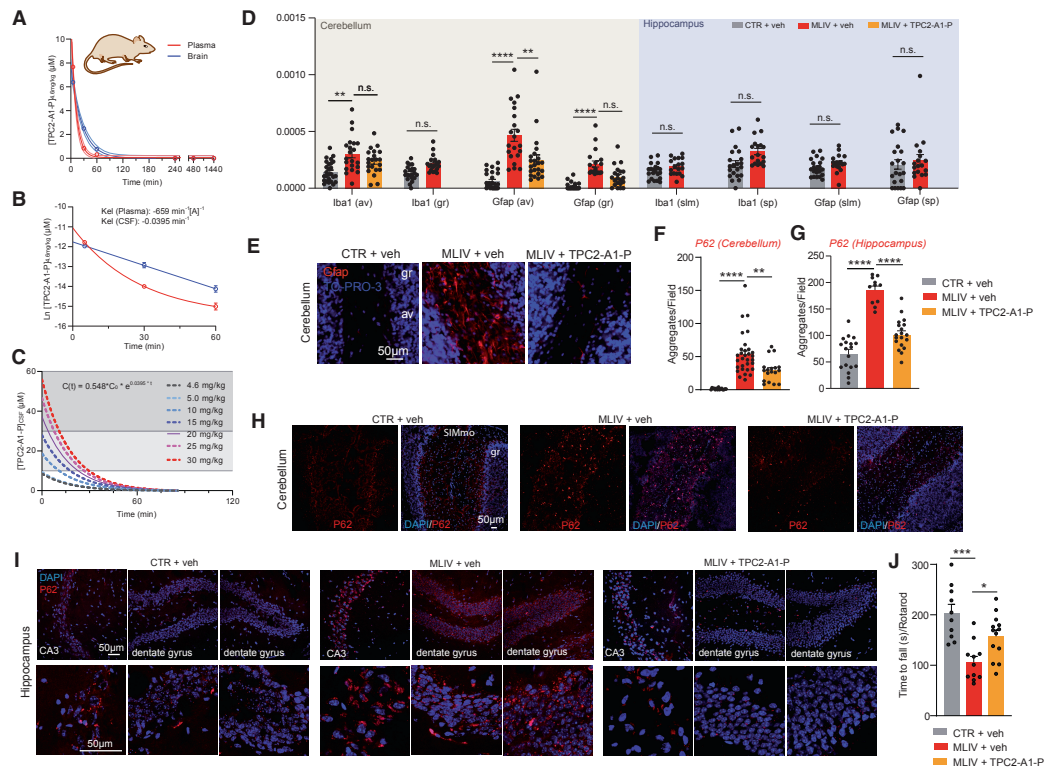 A
[TPC2-A1-P]4.6mg/kg (µM)
10
8
6
4
2
0
Plasma
Brain
0 60 120 180 240 480 1440
Time (min)
B
Ln [TPC2-A1-P]4.6mg/kg (µM)
-11
-12
-13
-14
-15
-16
Kel (Plasma): -659 min⁻¹[A]⁻¹
Kel (CSF): -0.0395 min⁻¹
0 30 60
Time (min)
C
[TPC2-A1-P]CSF (µM)
60
40
20
0
C(t) = 0.548*C₀ * e^0.0395 * t
4.6 mg/kg
5.0 mg/kg
10 mg/kg
15 mg/kg
20 mg/kg
25 mg/kg
30 mg/kg
0 60 120
Time (min)
D
0.0015
0.0010
0.0005
0.0000
Cerebellum
Hippocampus
CTR + veh MLIV + veh MLIV + TPC2-A1-P
** n.s.
n.s.
**** **
**** n.s.
n.s.
n.s.
n.s.
n.s.
Iba1 (av) Iba1 (gr) Gfap (av) Gfap (gr) Iba1 (slm) Iba1 (sp) Gfap (slm) Gfap (sp)
E
CTR + veh MLIV + veh MLIV + TPC2-A1-P
Cerebellum
Gfap
TO-PRO-3
gr
av
50µm
F
P62 (Cerebellum)
Aggregates/Field
200
150
100
50
0
**** **
G
P62 (Hippocampus)
Aggregates/Field
250
200
150
100
50
0
**** ****
CTR + veh
MLIV + veh
MLIV + TPC2-A1-P
H
CTR + veh MLIV + veh MLIV + TPC2-A1-P
Cerebellum
SIMmo
gr
P62 DAPI/P62 50µm P62 DAPI/P62 P62 DAPI/P62
I
CTR + veh MLIV + veh MLIV + TPC2-A1-P
Hippocampus
DAPI
P62
50µm
CA3 dentate gyrus dentate gyrus CA3 dentate gyrus dentate gyrus CA3 dentate gyrus dentate gyrus
50µm
J
Time to fall (s)/Rotarod
300
200
100
0
***
*
CTR + veh
MLIV + veh
MLIV + TPC2-A1-P